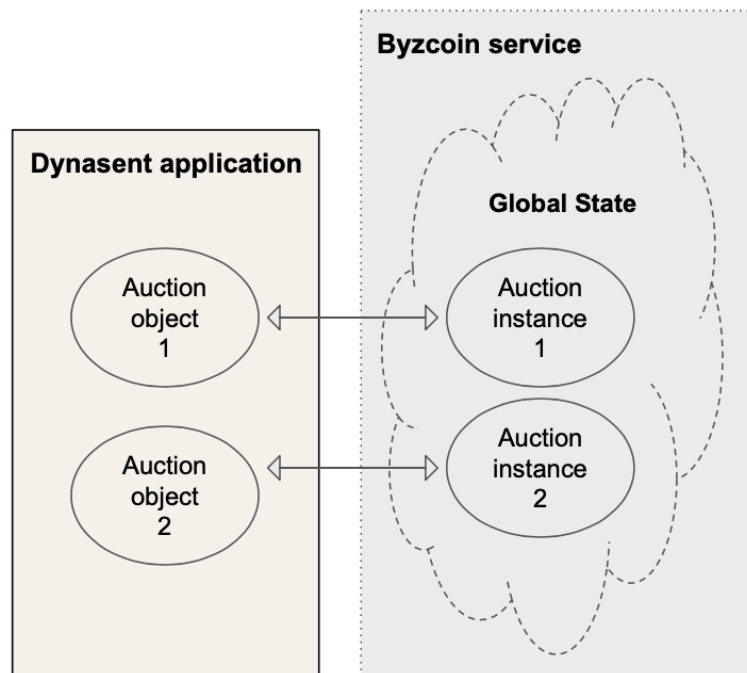 Byzcoin service
Dynasent application
Global State
Auction
object
1
Auction
instance
1
Auction
object
2
Auction
instance
2